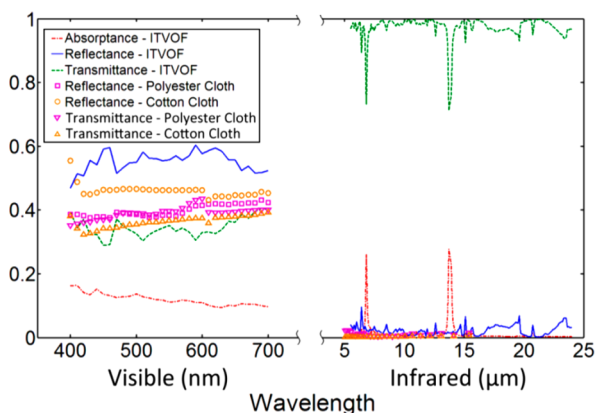 1
0.8
0.6
0.4
0.2
0
Absorptance - ITVOF
Reflectance - ITVOF
Transmittance - ITVOF
Reflectance - Polyester Cloth
Reflectance - Cotton Cloth
Transmittance - Polyester Cloth
Transmittance - Cotton Cloth
400 500 600 700 5 10 15 20 25
Visible (nm) Infrared (μm)
Wavelength